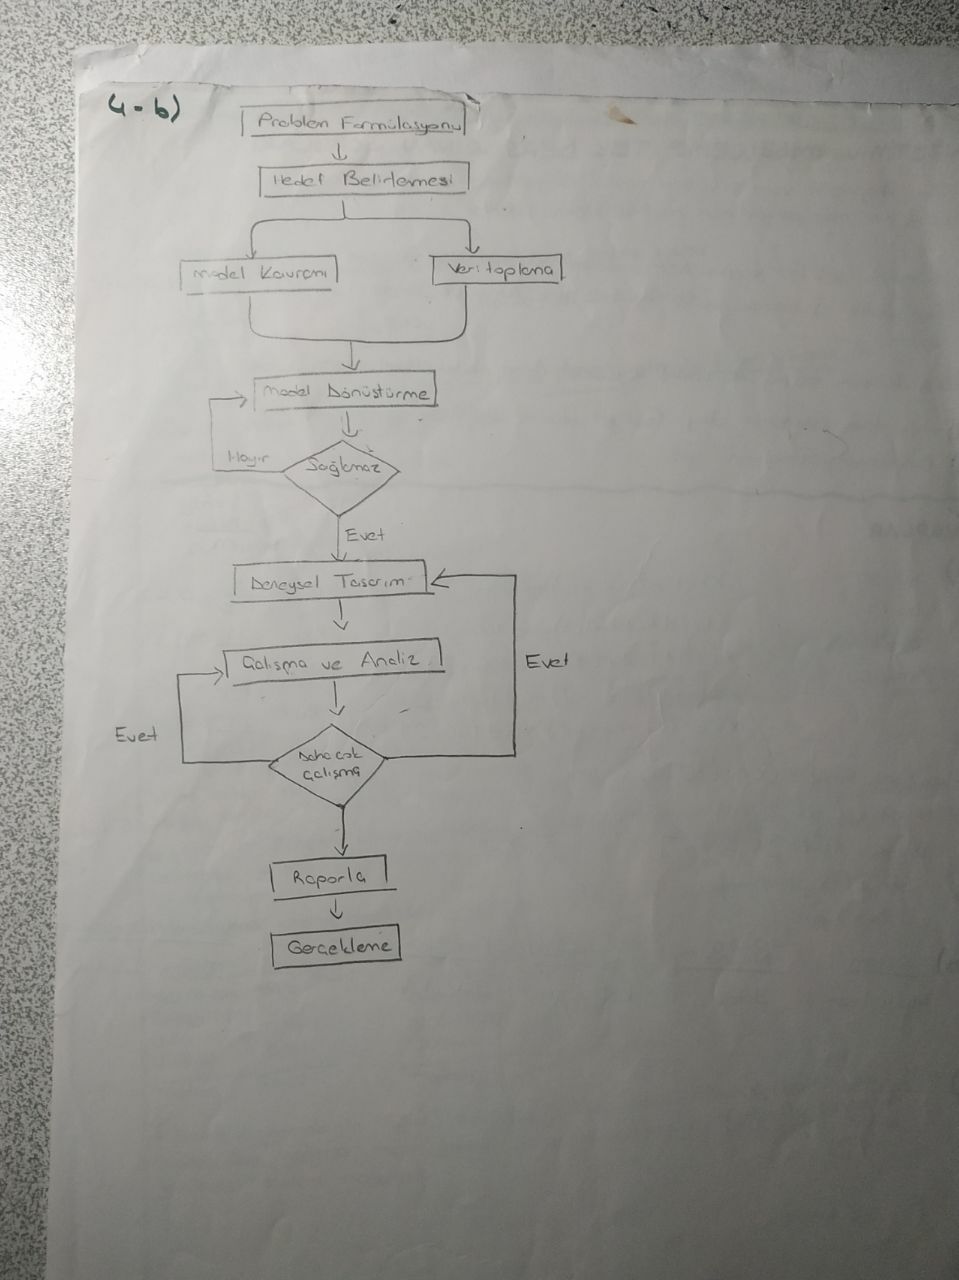 4-b)
Problem Formülasyonu
Hedef Belirlemesi
Model Kavramı
Veri toplama
Model Dönüştürme
Hayır
Sağlamaz
Evet
Deneysel Tasarım
Çalışma ve Analiz
Evet
Evet
Daha çok
çalışma
Raporla
Gerçekleme